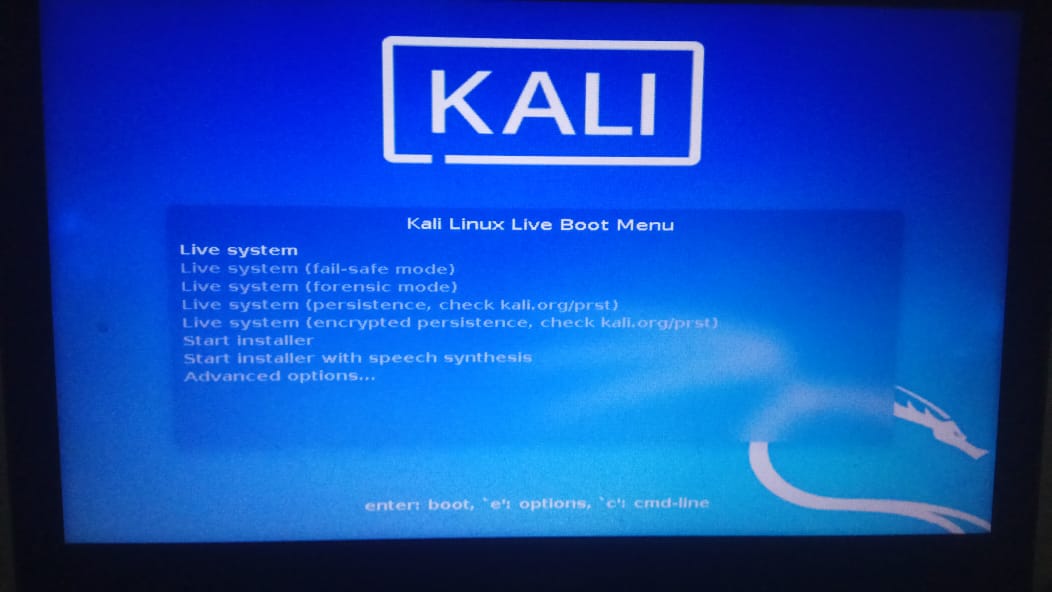 KALI
Kali Linux Live Boot Menu
Live system
Live system (fail-safe mode)
Live system (forensic mode)
Live system (persistence, check kali.org/prst)
Live system (encrypted persistence, check kali.org/prst)
Start installer
Start installer with speech synthesis
Advanced options...
enter: boot, `e': options, `c': cmd-line